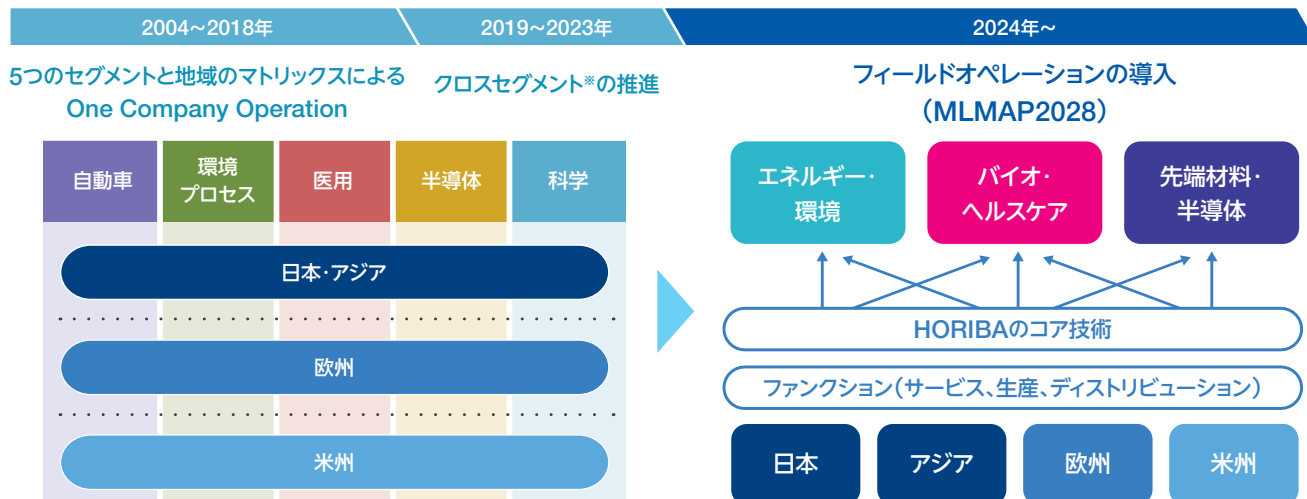 2004~2018年
2019~2023年
2024年~
5つのセグメントと地域のマトリックスによる
One Company Operation
クロスセグメント※の推進
フィールドオペレーションの導入
(MLMAP2028)
自動車
環境
プロセス
医用
半導体
科学
日本・アジア
欧州
米州
エネルギー・
環境
バイオ・
ヘルスケア
先端材料・
半導体
HORIBAのコア技術
ファンクション(サービス、生産、ディストリビューション)
日本
アジア
欧州
米州